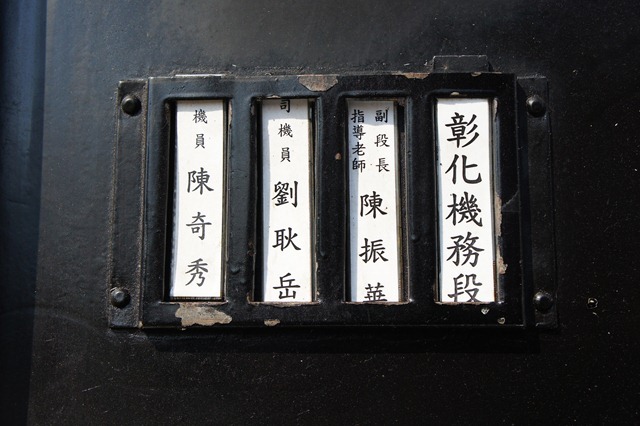 彰化機務段
副段長
指導老師
陳振華
司機員
劉耿岳
機員
陳奇秀